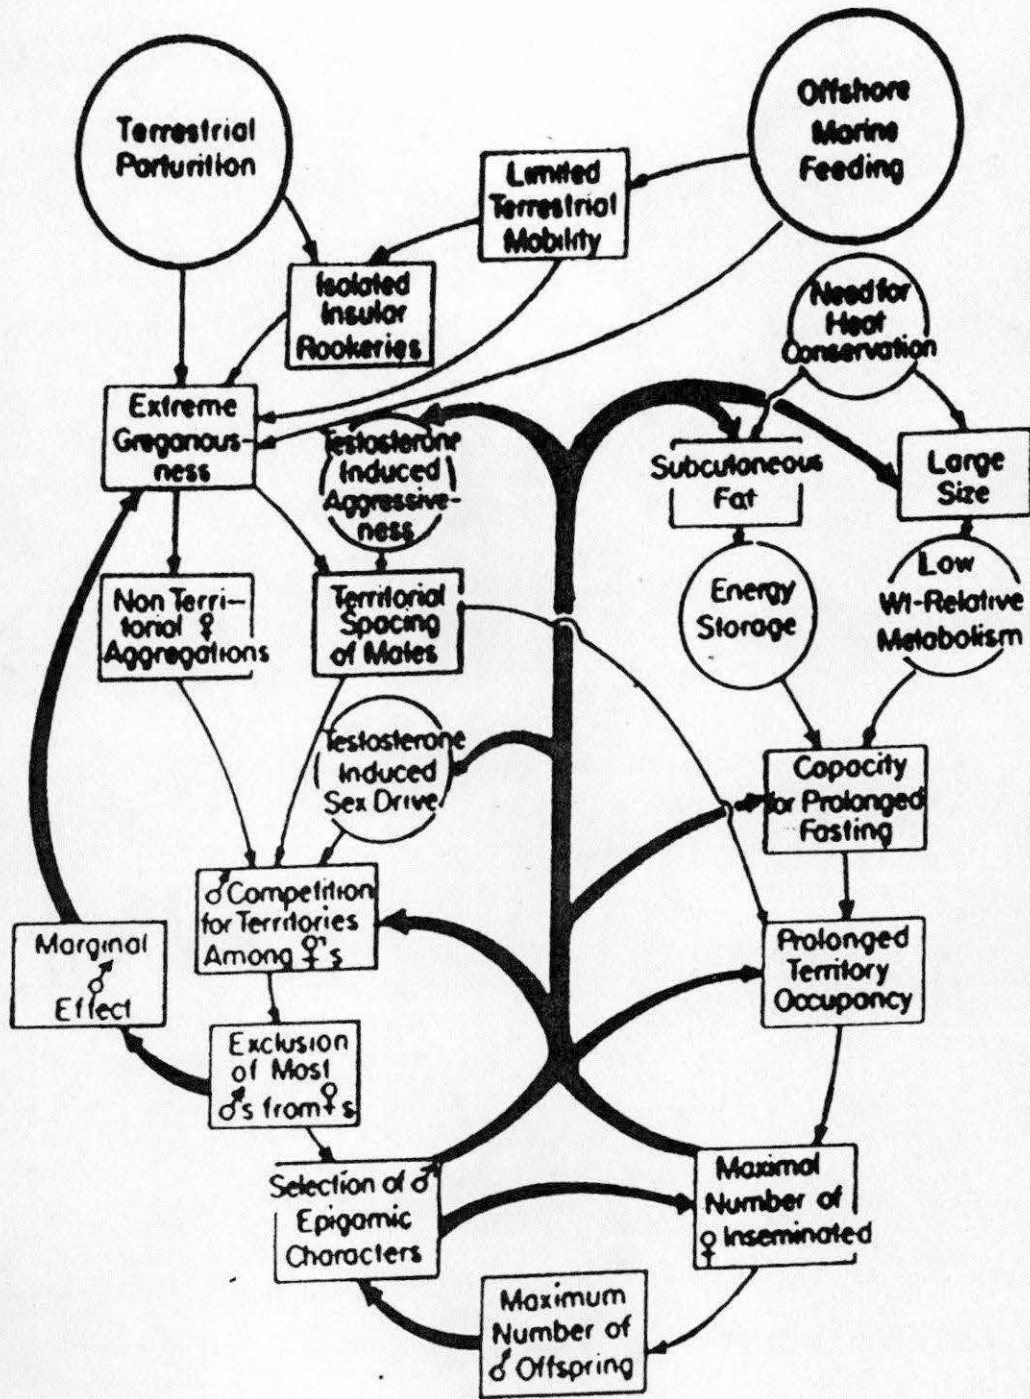 Terrestrial
Parturition
Offshore
Marine
Feeding
Limited
Terrestrial
Mobility
Isolated
Insular
Rookeries
Need for
Heat
Conservation
Extreme
Gregarious-
ness
Testosterone
Induced
Aggressive-
ness
Subcutaneous
Fat
Large
Size
Non Terri-
torial ♀
Aggregations
Territorial
Spacing
of Males
Energy
Storage
Low
Wt-Relative
Metabolism
Testosterone
Induced
Sex Drive
Capacity
for Prolonged
Fasting
♂ Competition
for Territories
Among ♀s
Marginal
♂
Effect
Prolonged
Territory
Occupancy
Exclusion
of Most
♂s from ♀s
Selection of ♂
Epigamic
Characters
Maximal
Number of
♀ Inseminated
Maximum
Number of
♂ Offspring